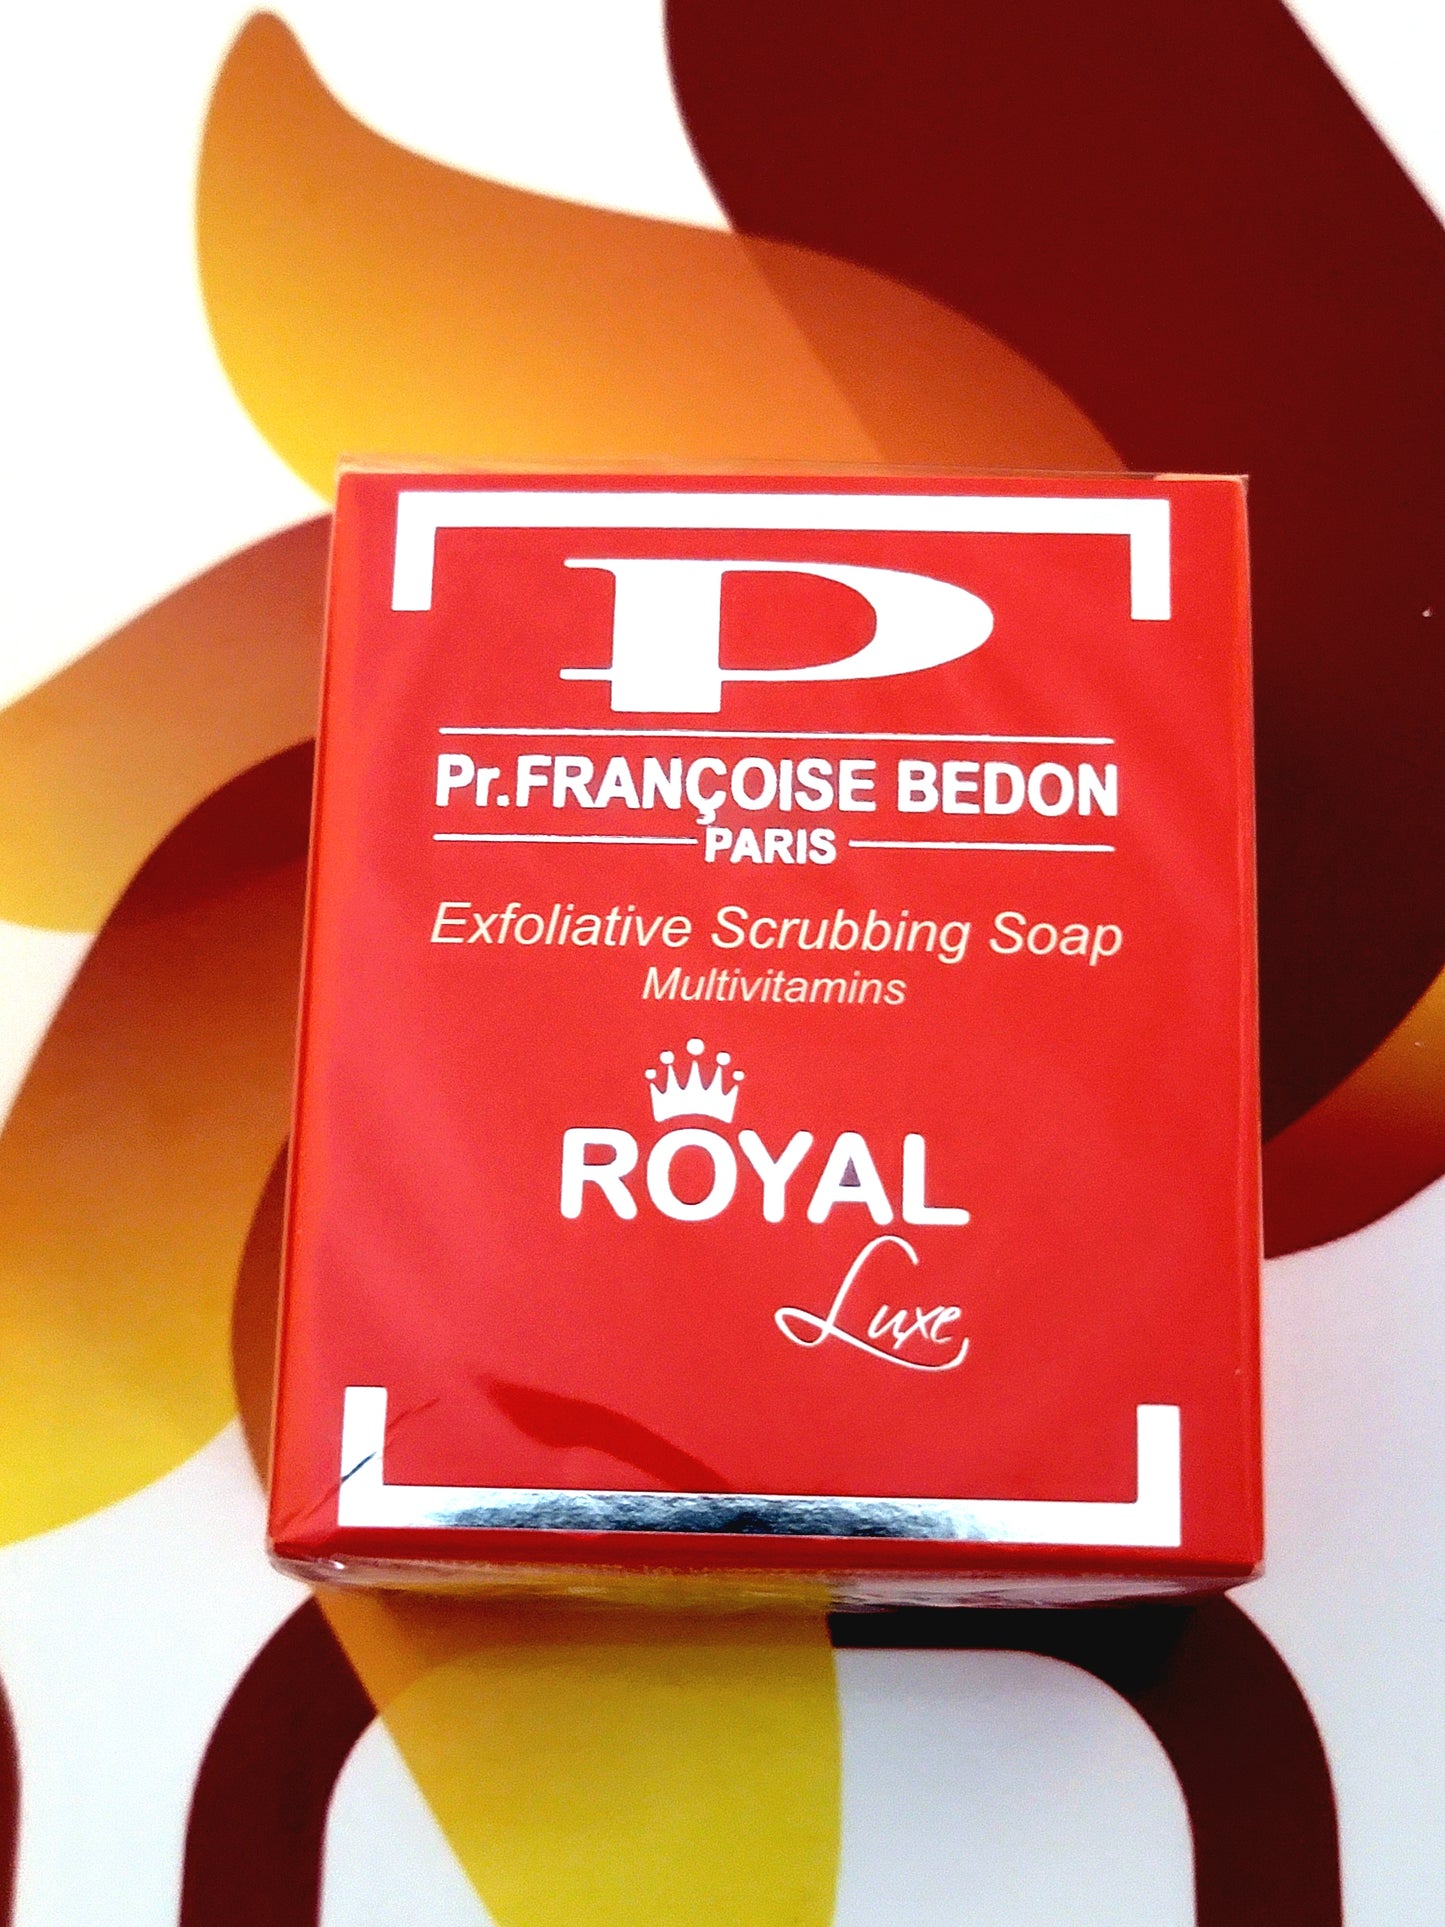 P
Pr.FRANÇOISE BEDON
PARIS
Exfoliative Scrubbing Soap
Multivitamins
ROYAL
Luxe